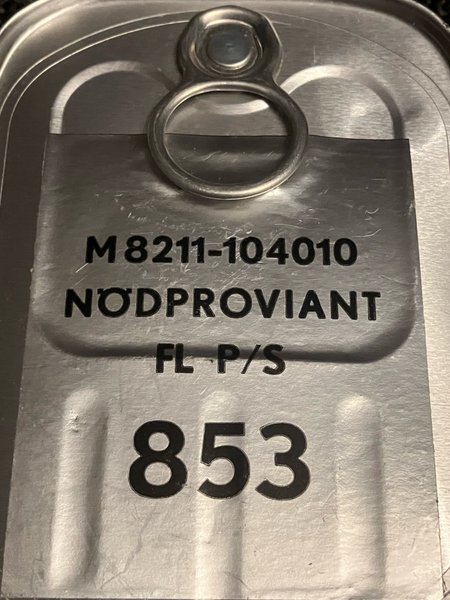 M 8211-104010
NÖDPROVIANT
FL P/S
853